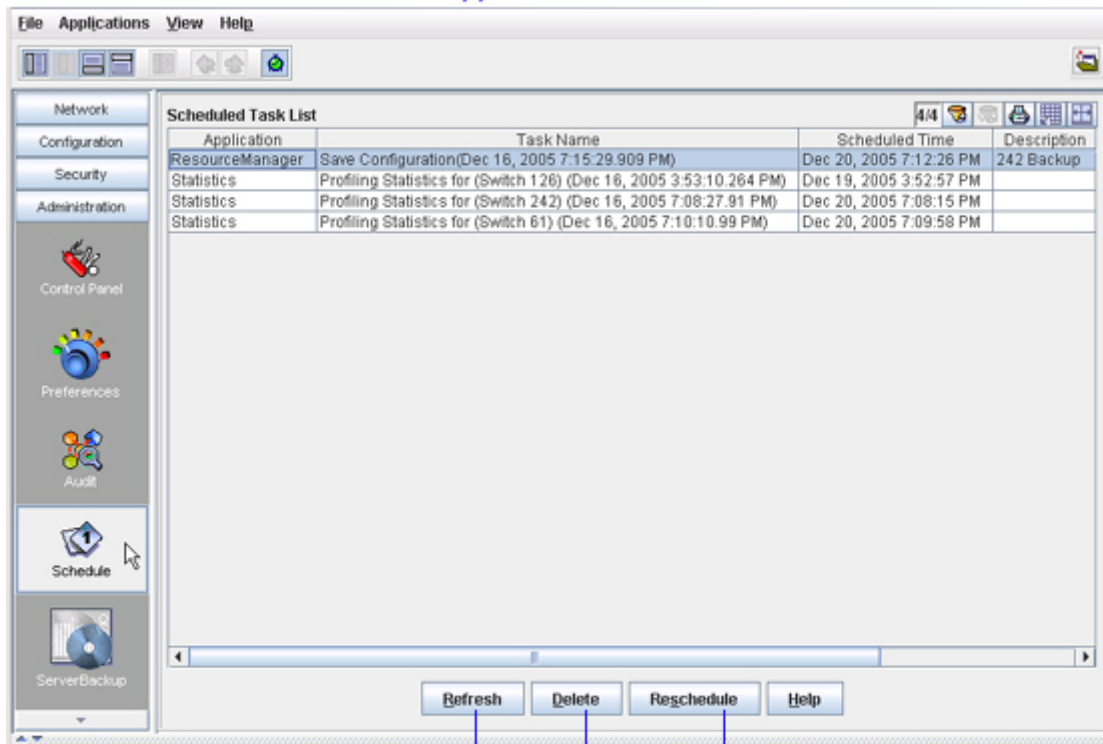 File Applications View Help
Network
Configuration
Security
Administration
Control Panel
Preferences
Audit
1
Schedule
ServerBackup
Scheduled Task List 4/4
Application Task Name Scheduled Time Description
ResourceManager Save Configuration(Dec 16, 2005 7:15:29.909 PM) Dec 20, 2005 7:12:26 PM 242 Backup
Statistics Profiling Statistics for (Switch 126) (Dec 16, 2005 3:53:10.264 PM) Dec 19, 2005 3:52:57 PM
Statistics Profiling Statistics for (Switch 242) (Dec 16, 2005 7:08:27.91 PM) Dec 20, 2005 7:08:15 PM
Statistics Profiling Statistics for (Switch 61) (Dec 16, 2005 7:10:10.99 PM) Dec 20, 2005 7:09:58 PM
Refresh Delete Reschedule Help